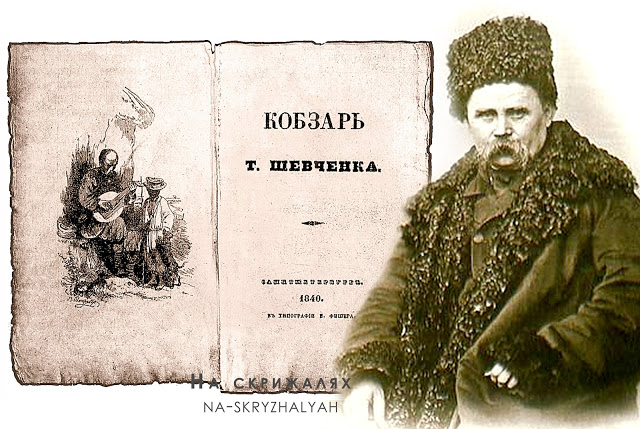 КОБЗАРЬ
Т. ШЕВЧЕНКА.
САНКТПЕТЕРБУРГЪ.
1840.
ВЪ ТИПОГРАФІИ Е. ФИШЕРА.
На скрижалях
NA-SKRYZHALYAH